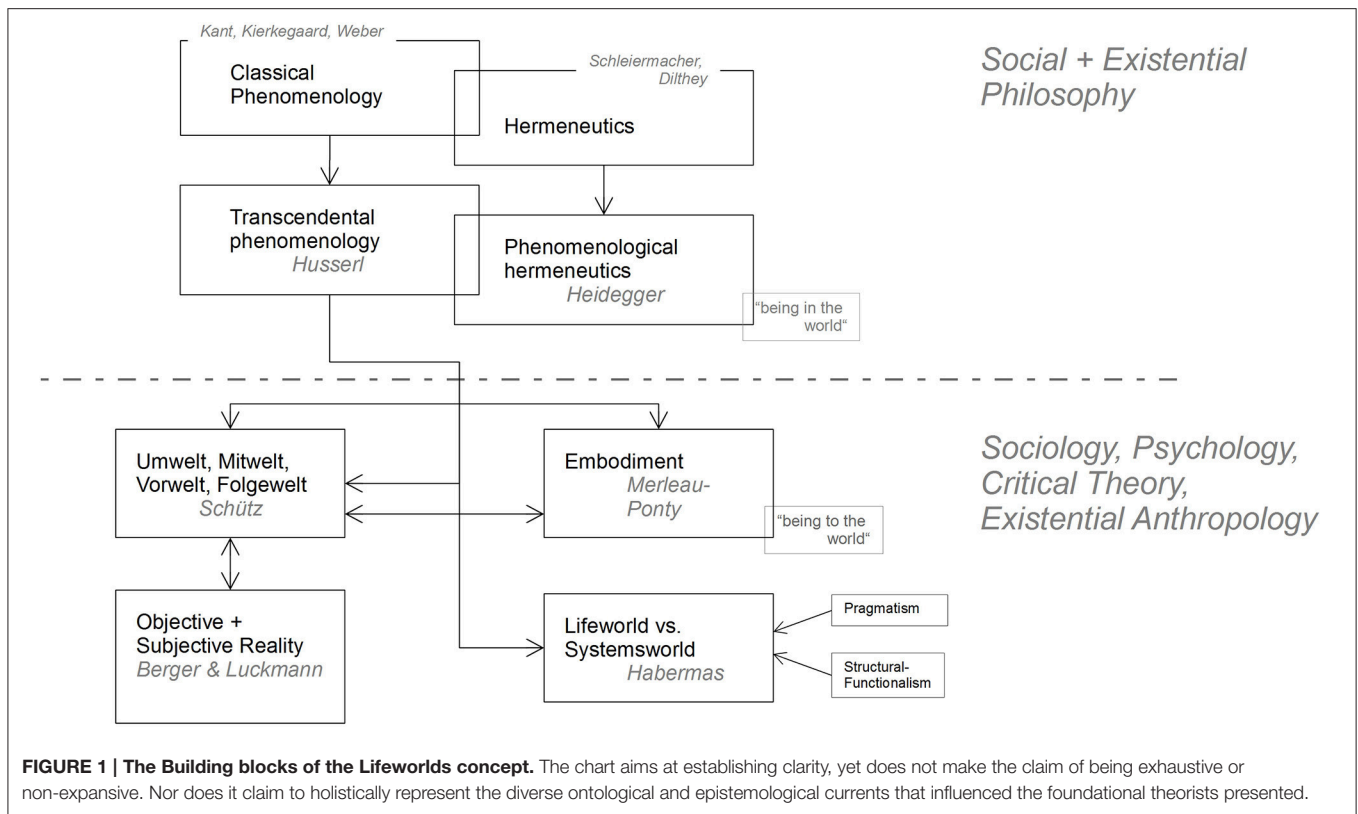 Kant, Kierkegaard, Weber
Classical
Phenomenology
Schleiermacher,
Dilthey
Hermeneutics
Social + Existential
Philosophy
Transcendental
phenomenology
Husserl
Phenomenological
hermeneutics
Heidegger
"being in the
world"
Umwelt, Mitwelt,
Vorwelt, Folgewelt
Schütz
Embodiment
Merleau-
Ponty
"being to the
world"
Sociology, Psychology,
Critical Theory,
Existential Anthropology
Objective +
Subjective Reality
Berger & Luckmann
Lifeworld vs.
Systemsworld
Habermas
Pragmatism
Structural-
Functionalism
FIGURE 1 | The Building blocks of the Lifeworlds concept. The chart aims at establishing clarity, yet does not make the claim of being exhaustive or
non-expansive. Nor does it claim to holistically represent the diverse ontological and epistemological currents that influenced the foundational theorists presented.